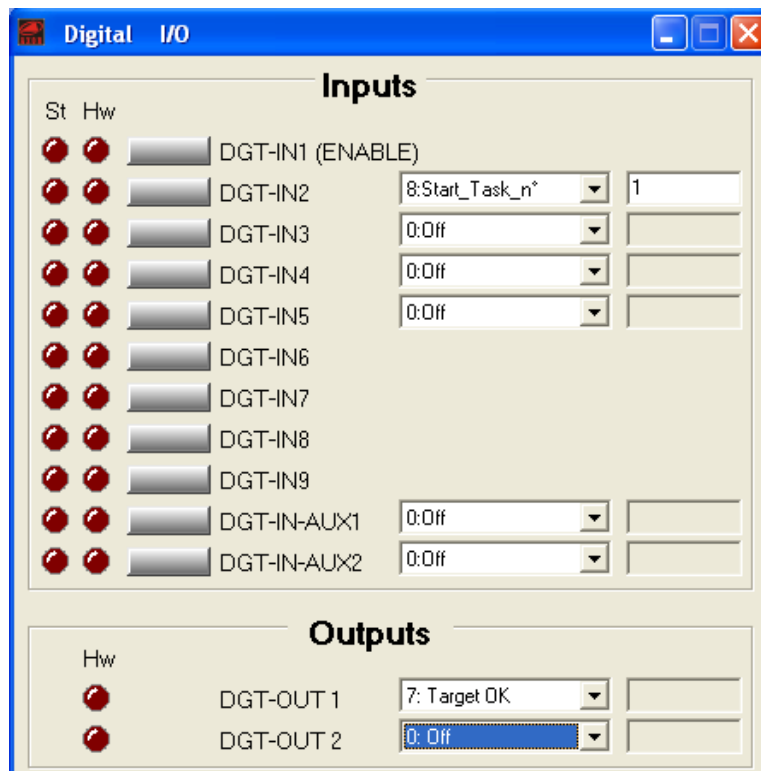 Digital I/O
Inputs
St Hw
DGT-IN1 (ENABLE)
DGT-IN2 8:Start_Task_n° 1
DGT-IN3 0:Off
DGT-IN4 0:Off
DGT-IN5 0:Off
DGT-IN6
DGT-IN7
DGT-IN8
DGT-IN9
DGT-IN-AUX1 0:Off
DGT-IN-AUX2 0:Off
Outputs
Hw
DGT-OUT 1 7: Target OK
DGT-OUT 2 0: Off